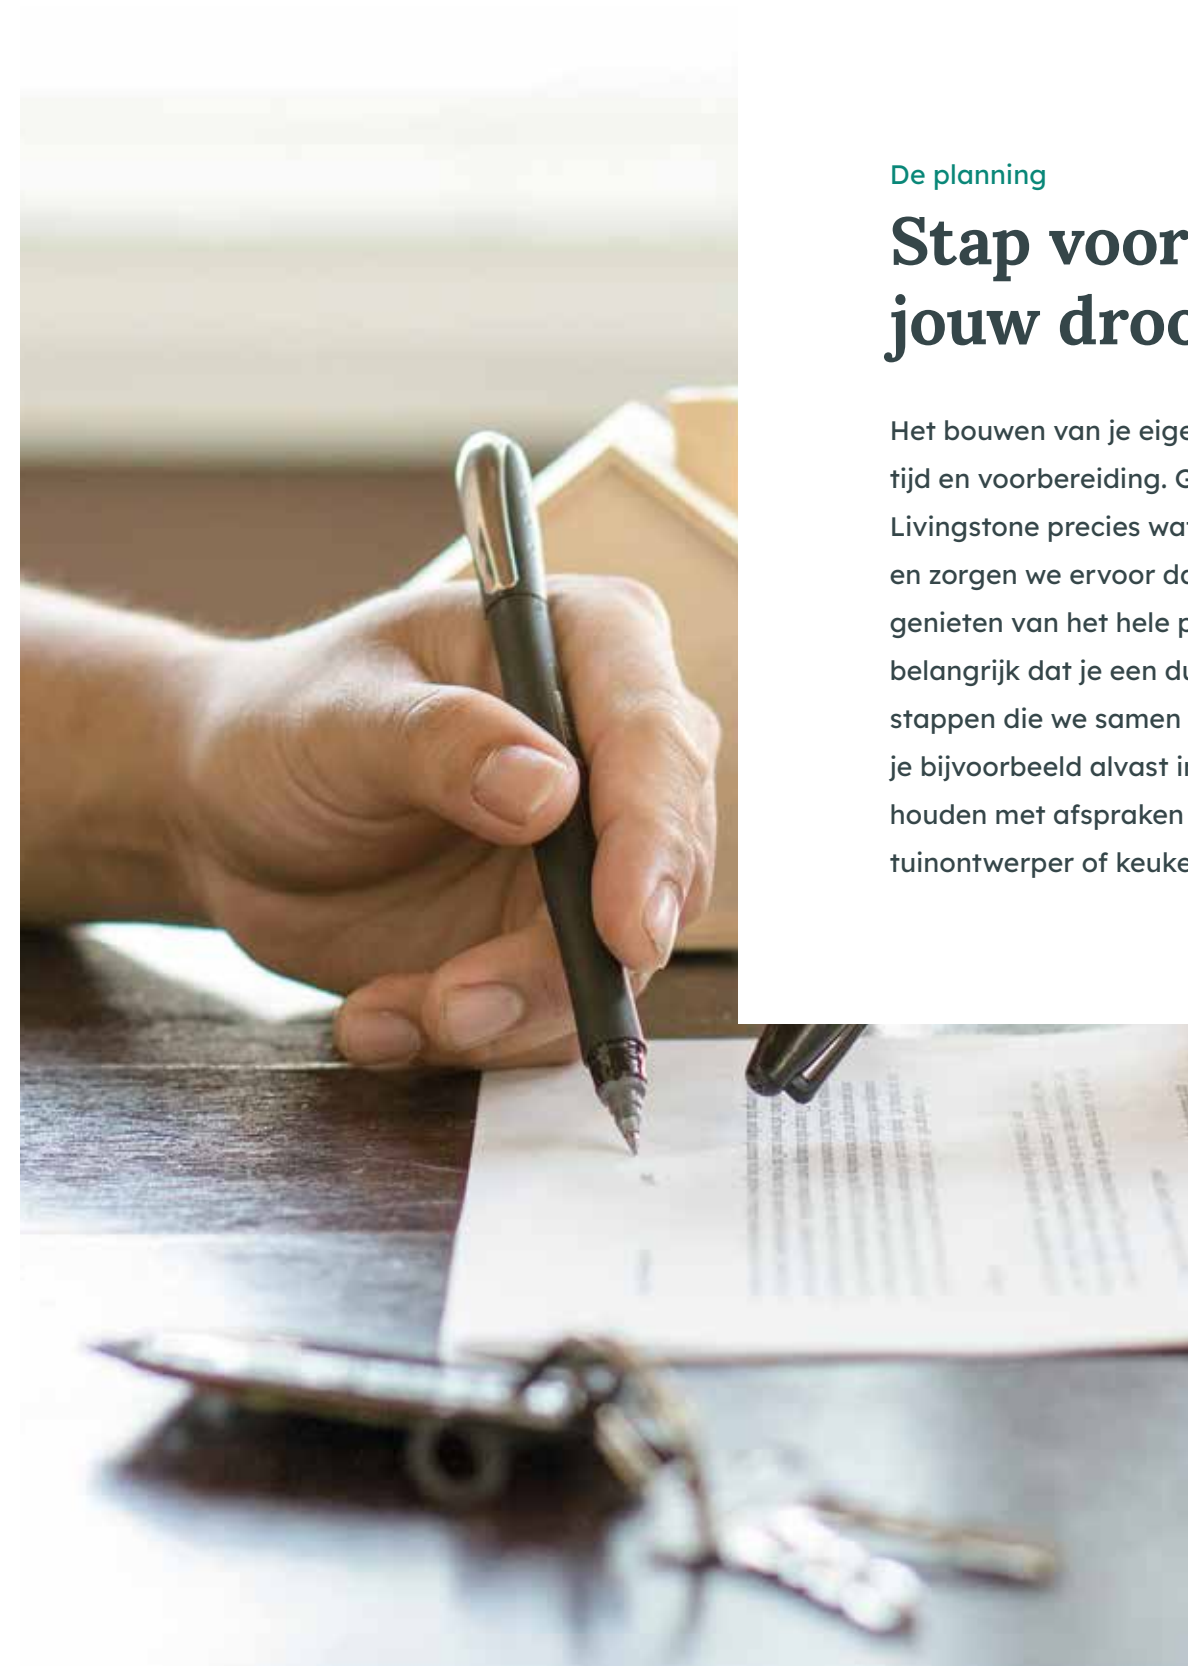 De planning
Stap voor
jouw droo
Het bouwen van je eige
tijd en voorbereiding. G
Livingstone precies wat
en zorgen we ervoor da
genieten van het hele p
belangrijk dat je een du
stappen die we samen
je bijvoorbeeld alvast in
houden met afspraken
tuinontwerper of keuke